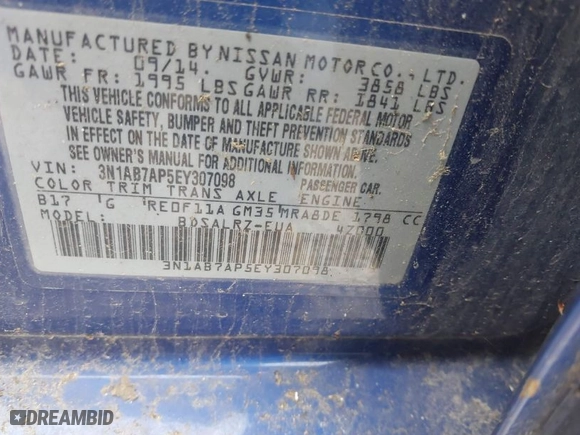 MANUFACTURED BY NISSAN MOTOR CO., LTD.
DATE: 09/14. GVWR: 3858 LBS
GAWR FR: 1995 LBS GAWR RR: 1841 LBS
THIS VEHICLE CONFORMS TO ALL APPLICABLE FEDERAL MOTOR
VEHICLE SAFETY, BUMPER AND THEFT PREVENTION STANDARDS
IN EFFECT ON THE DATE OF MANUFACTURE SHOWN ABOVE.
SEE OWNER'S MANUAL FOR ADDITIONAL INFORMATION.
VIN: 3N1AB7AP5EY307098 PASSENGER CAR.
COLOR TRIM TRANS AXLE ENGINE
B17 G RE0F11A GM35 MRA8DE 1798 CC
MODEL: BDSALRZ-EUA 4Z000
3N1AB7AP5EY307098
DREAMBID